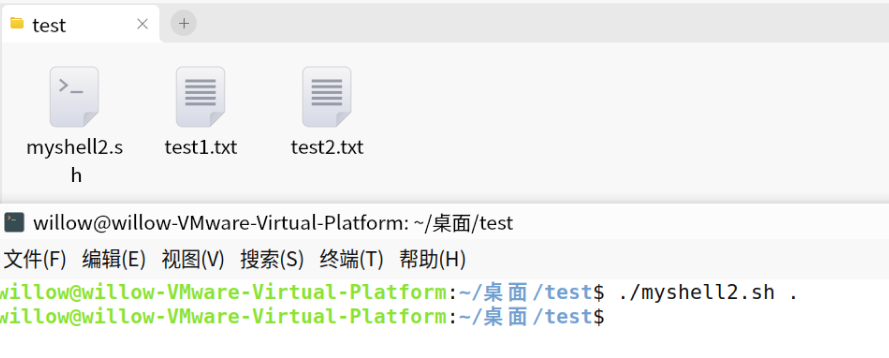 test
myshell2.s
h
test1.txt
test2.txt
willow@willow-VMware-Virtual-Platform: ~/桌面/test
文件(F) 编辑(E) 视图(V) 搜索(S) 终端(T) 帮助(H)
willow@willow-VMware-Virtual-Platform:~/桌面/test$ ./myshell2.sh .
willow@willow-VMware-Virtual-Platform:~/桌面/test$